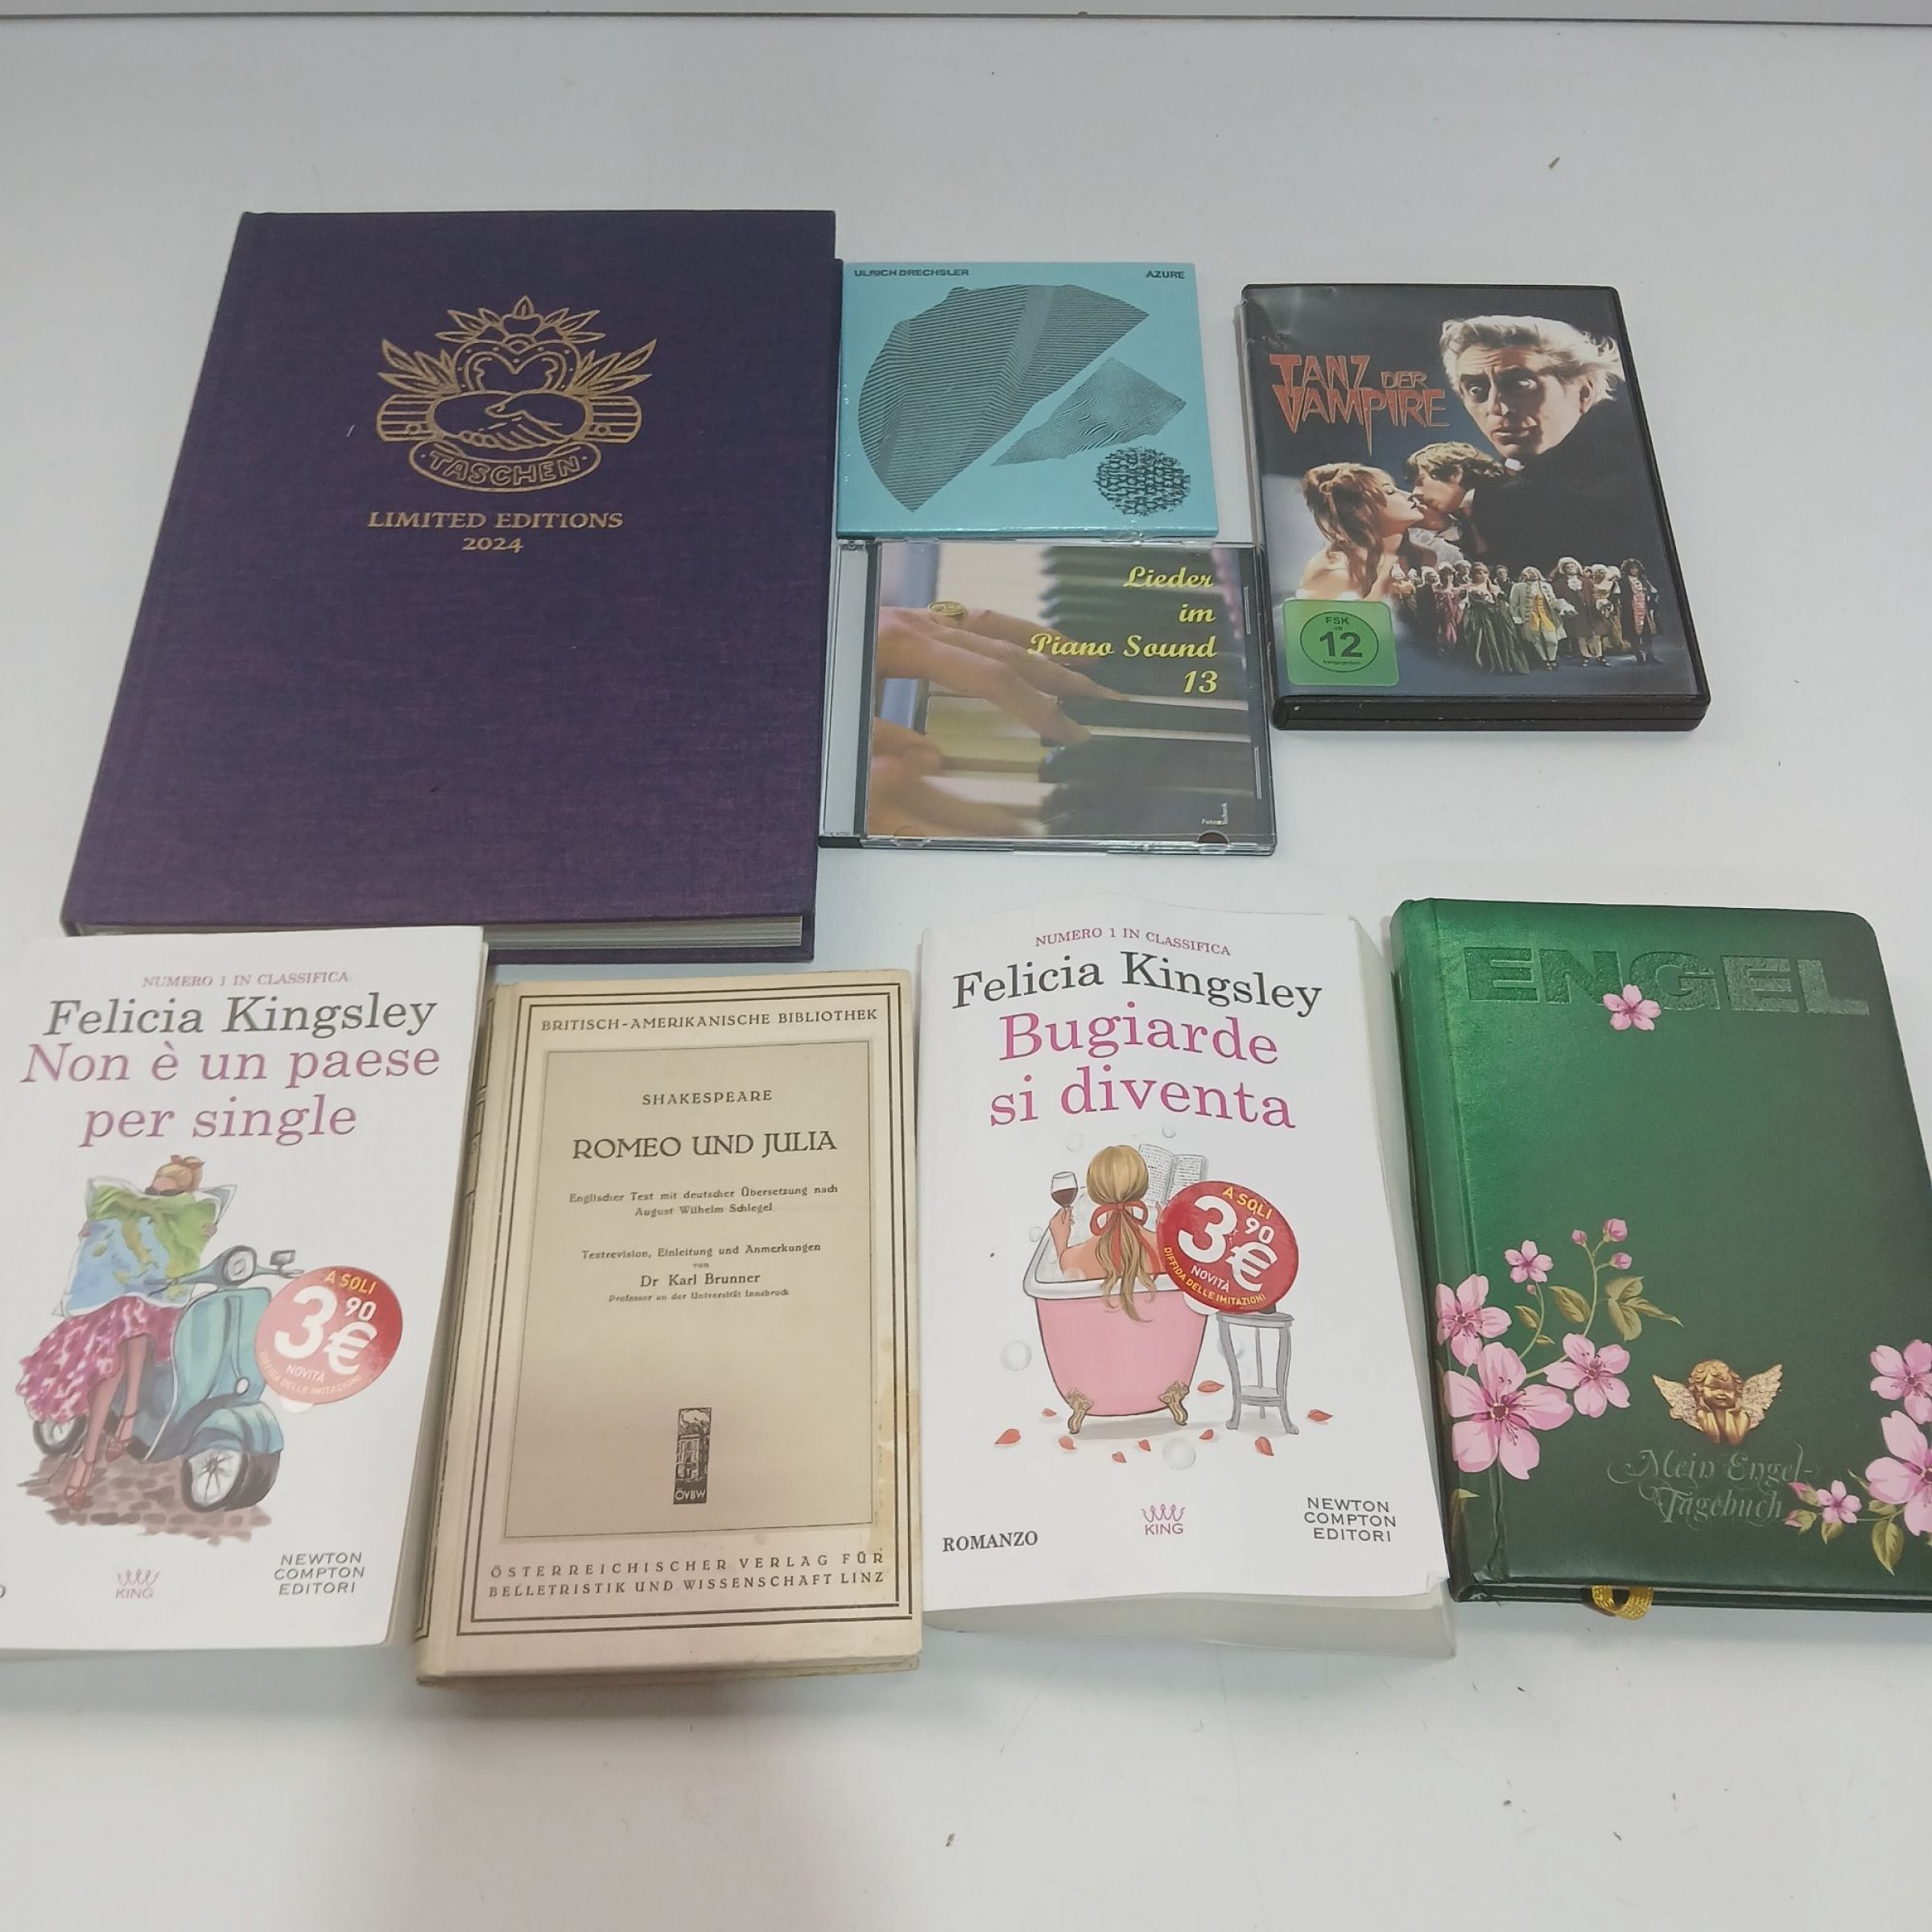 TASCHEN
LIMITED EDITIONS
2024
ULRICH DRECHSLER
AZURE
TANZ DER
VAMPIRE
FSK
ab
12
freigegeben
Lieder
im
Piano Sound
13
NUMERO 1 IN CLASSIFICA
Felicia Kingsley
Non è un paese
per single
A SOLI
3,90
€
NOVITÀ
DIFFIDA DELLE IMITAZIONI
KING
NEWTON
COMPTON
EDITORI
BRITISCH-AMERIKANISCHE BIBLIOTHEK
SHAKESPEARE
ROMEO UND JULIA
Englischer Text mit deutscher Übersetzung nach
August Wilhelm Schlegel
Textrevision, Einleitung und Anmerkungen
von
Dr Karl Brunner
Professor an der Universität Innsbruck
ÖVBW
ÖSTERREICHISCHER VERLAG FÜR
BELLETRISTIK UND WISSENSCHAFT LINZ
NUMERO 1 IN CLASSIFICA
Felicia Kingsley
Bugiarde
si diventa
A SOLI
3,90
€
NOVITÀ
DIFFIDA DELLE IMITAZIONI
ROMANZO
KING
NEWTON
COMPTON
EDITORI
ENGEL
Mein Engel-
Tagebuch